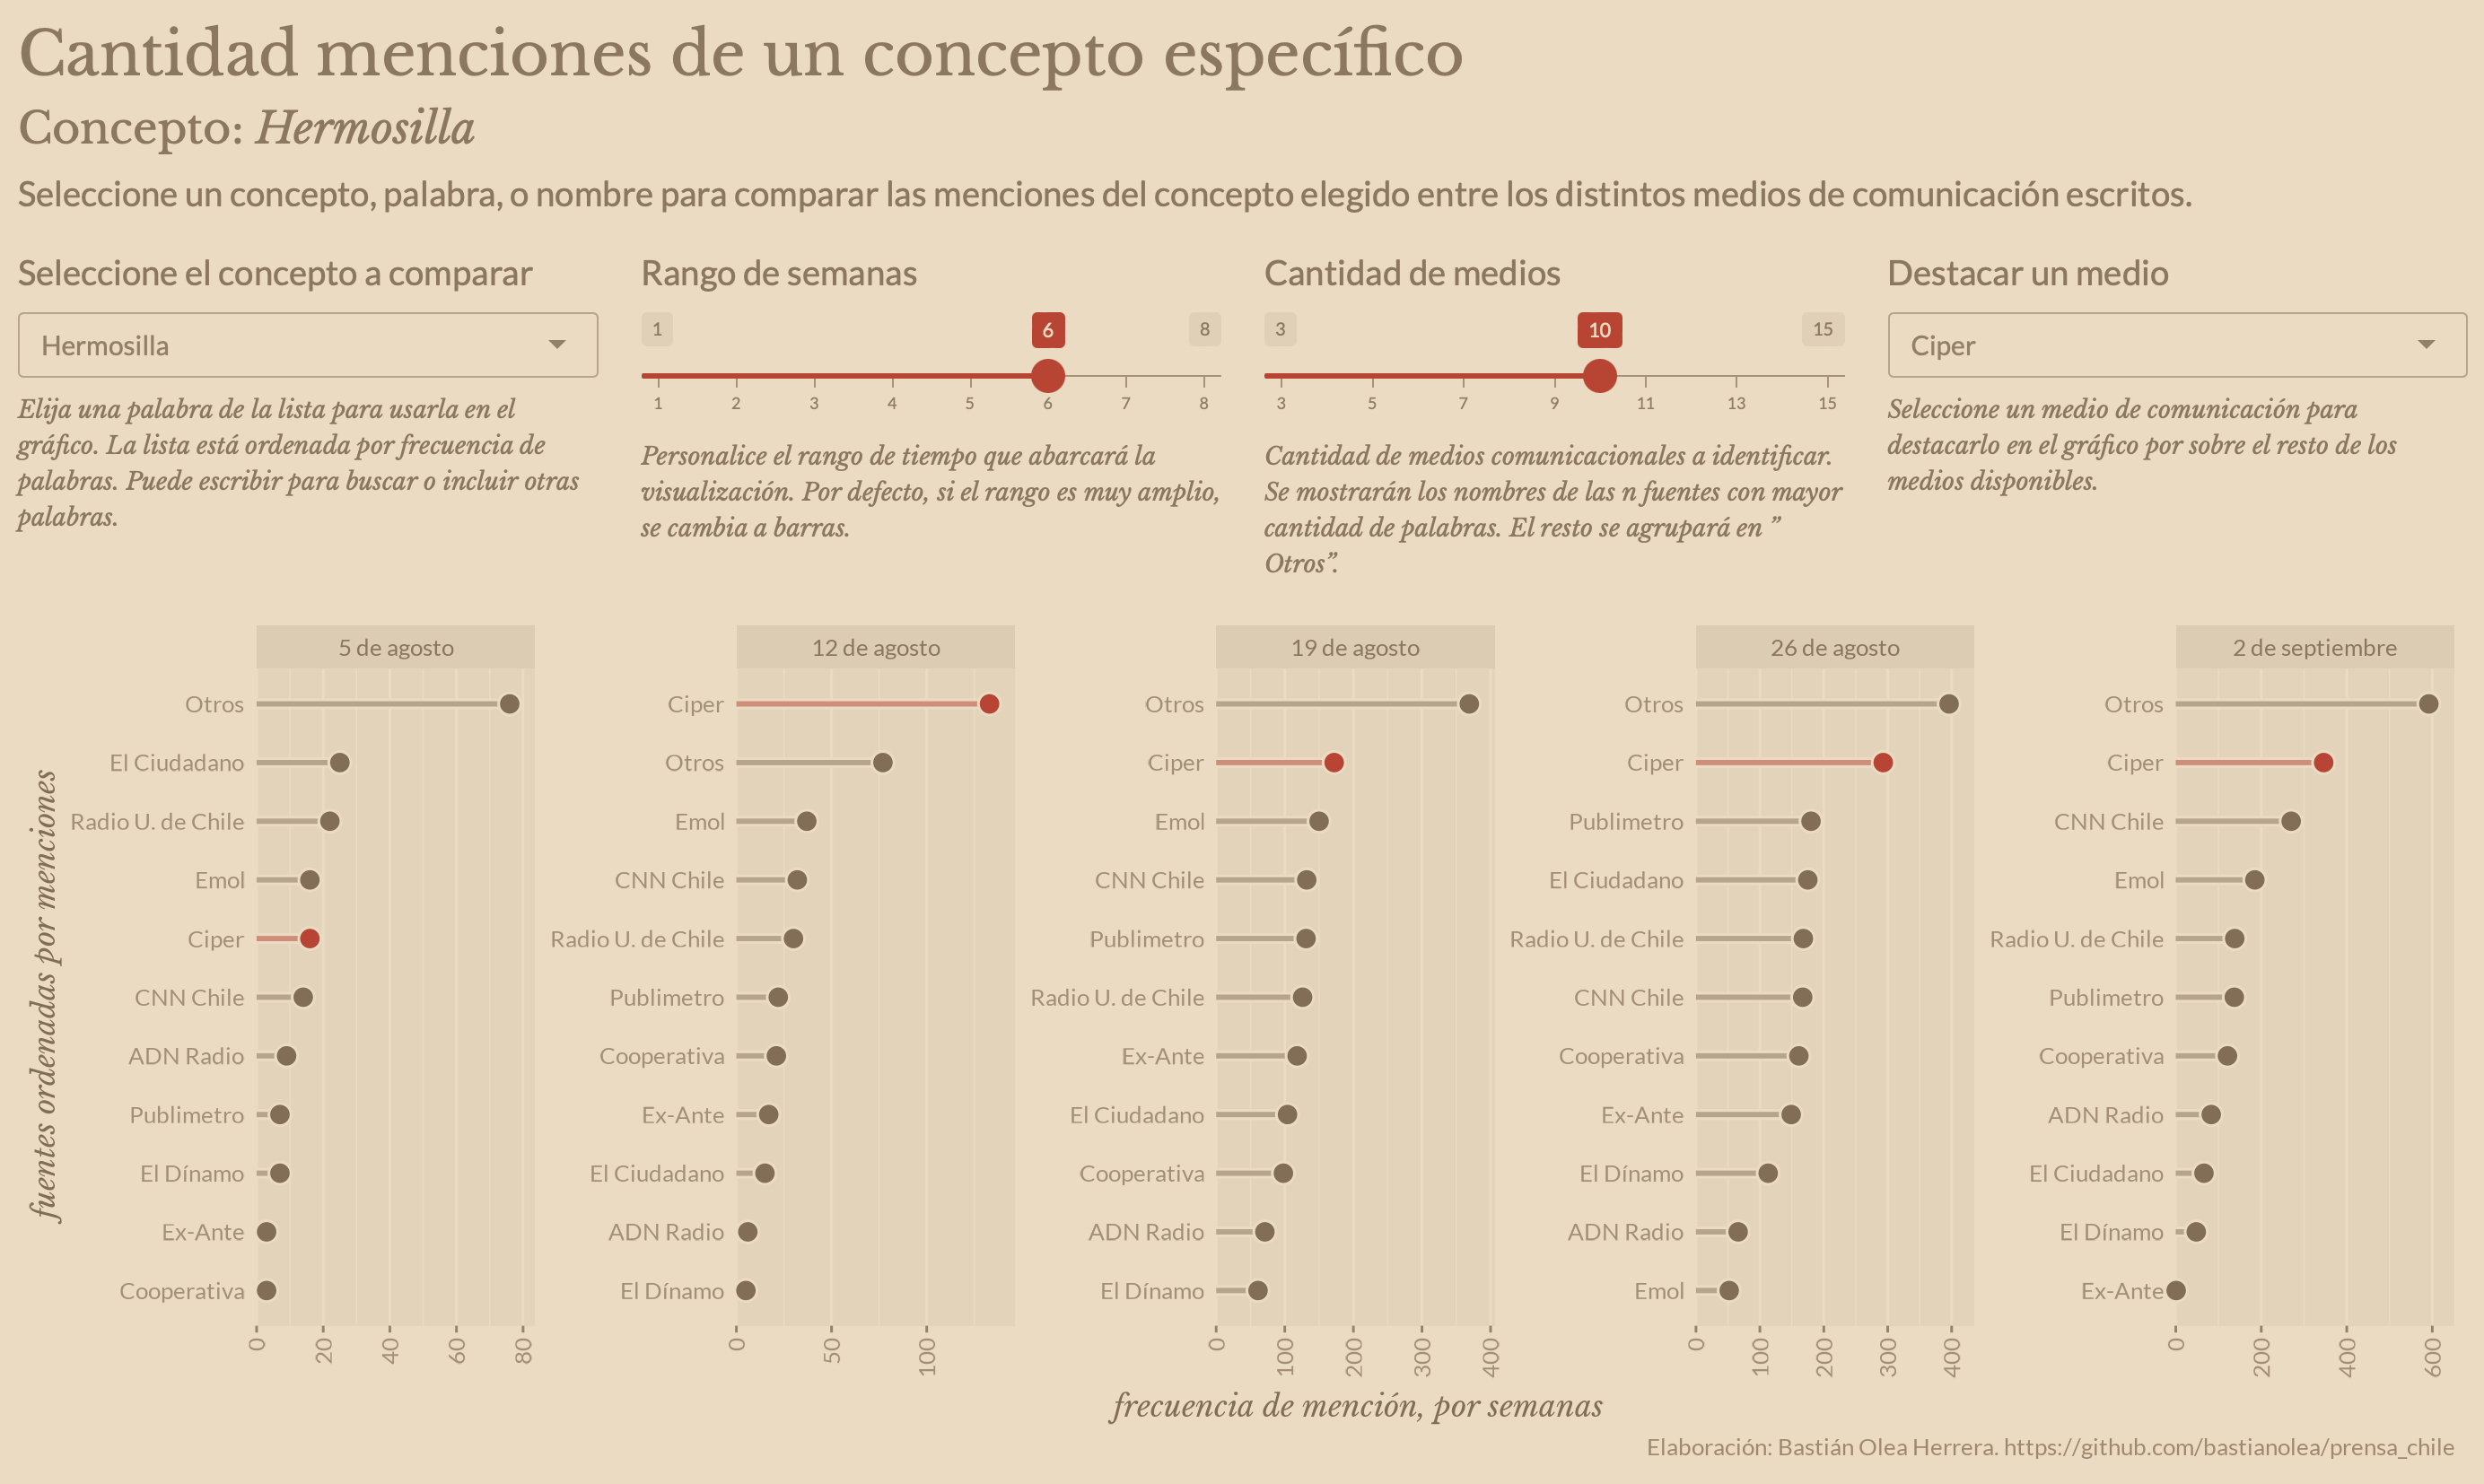 Cantidad menciones de un concepto específico
Concepto: Hermosilla
Seleccione un concepto, palabra, o nombre para comparar las menciones del concepto elegido entre los distintos medios de comunicación escritos.
Seleccione el concepto a comparar
Hermosilla
Elija una palabra de la lista para usarla en el
gráfico. La lista está ordenada por frecuencia de
palabras. Puede escribir para buscar o incluir otras
palabras.
Rango de semanas
1 6 8
1 2 3 4 5 6 7 8
Personalice el rango de tiempo que abarcará la
visualización. Por defecto, si el rango es muy amplio,
se cambia a barras.
Cantidad de medios
3 10 15
3 5 7 9 11 13 15
Cantidad de medios comunicacionales a identificar.
Se mostrarán los nombres de las n fuentes con mayor
cantidad de palabras. El resto se agrupará en ”
Otros”.
Destacar un medio
Ciper
Seleccione un medio de comunicación para
destacarlo en el gráfico por sobre el resto de los
medios disponibles.
fuentes ordenadas por menciones
5 de agosto
Otros
El Ciudadano
Radio U. de Chile
Emol
Ciper
CNN Chile
ADN Radio
Publimetro
El Dínamo
Ex-Ante
Cooperativa
0 20 40 60 80
12 de agosto
Ciper
Otros
Emol
CNN Chile
Radio U. de Chile
Publimetro
Cooperativa
Ex-Ante
El Ciudadano
ADN Radio
El Dínamo
0 50 100
19 de agosto
Otros
Ciper
Emol
CNN Chile
Publimetro
Radio U. de Chile
Ex-Ante
El Ciudadano
Cooperativa
ADN Radio
El Dínamo
0 100 200 300 400
26 de agosto
Otros
Ciper
Publimetro
El Ciudadano
Radio U. de Chile
CNN Chile
Cooperativa
Ex-Ante
El Dínamo
ADN Radio
Emol
0 100 200 300 400
2 de septiembre
Otros
Ciper
CNN Chile
Emol
Radio U. de Chile
Publimetro
Cooperativa
ADN Radio
El Ciudadano
El Dínamo
Ex-Ante
0 200 400 600
frecuencia de mención, por semanas
Elaboración: Bastián Olea Herrera. https://github.com/bastianolea/prensa_chile